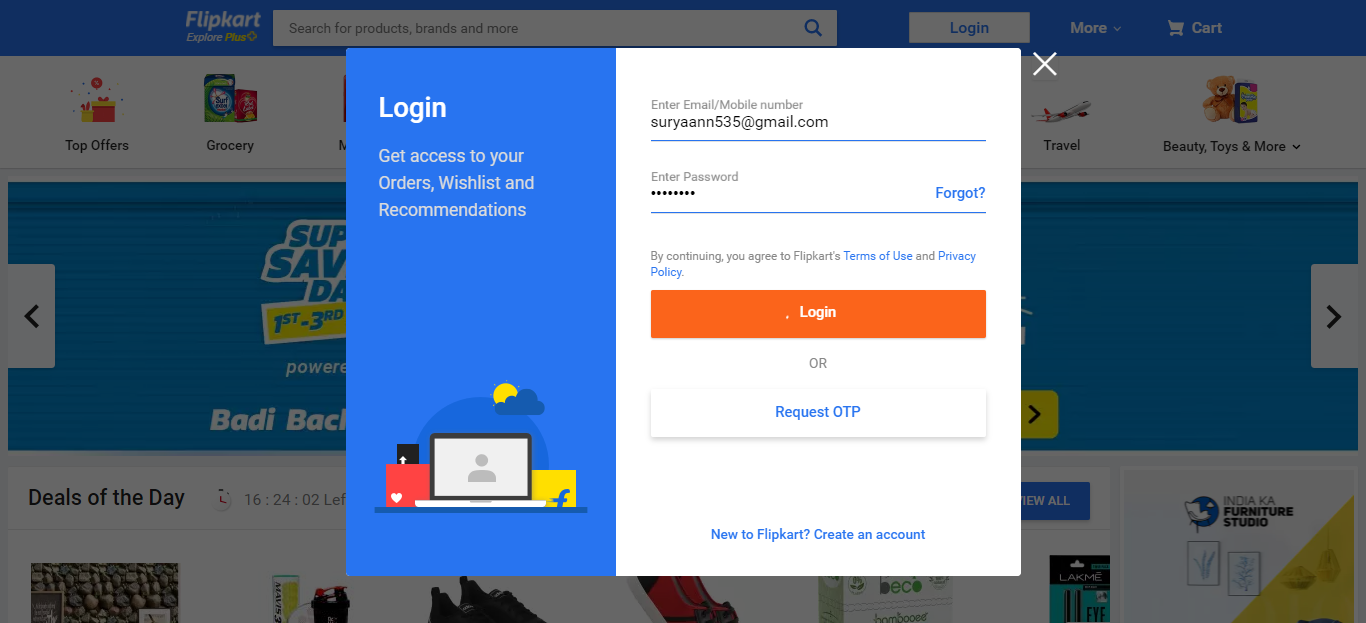 Flipkart
Explore Plus
Search for products, brands and more
Login
More
Cart
Top Offers
Grocery
M
Travel
Beauty, Toys & More
Login
Get access to your
Orders, Wishlist and
Recommendations
Enter Email/Mobile number
suryaann535@gmail.com
Enter Password
••••••••
Forgot?
By continuing, you agree to Flipkart's Terms of Use and Privacy
Policy.
Login
OR
Request OTP
New to Flipkart? Create an account
SUP
SAV
DA
1ST-3RD
powere
Badi Bac
Deals of the Day
16 : 24 : 02 Lef
VIEW ALL
INDIA KA
FURNITURE
STUDIO
MAVIS
beco
bambooee
LAKMÉ
EYE